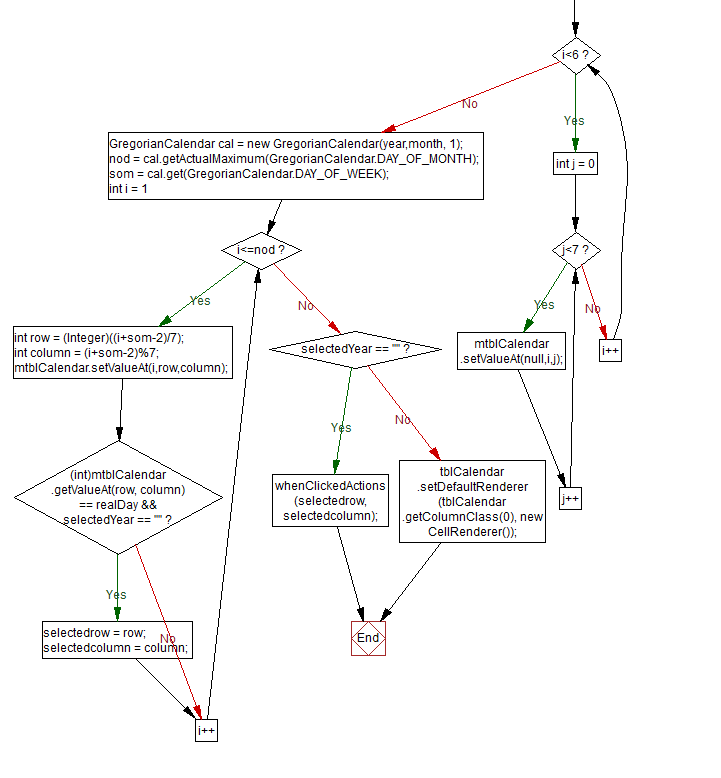 i<6 ?
No
Yes
GregorianCalendar cal = new GregorianCalendar(year,month, 1);
nod = cal.getActualMaximum(GregorianCalendar.DAY_OF_MONTH);
som = cal.get(GregorianCalendar.DAY_OF_WEEK);
int i = 1
int j = 0
i<=nod ?
j<7 ?
Yes
No
Yes
No
int row = (Integer)((i+som-2)/7);
int column = (i+som-2)%7;
mtblCalendar.setValueAt(i,row,column);
selectedYear == "" ?
mtblCalendar
.setValueAt(null,i,j);
i++
Yes
No
(int)mtblCalendar
.getValueAt(row, column)
== realDay &&
selectedYear == "" ?
whenClickedActions
(selectedrow,
selectedcolumn);
tblCalendar
.setDefaultRenderer
(tblCalendar
.getColumnClass(0), new
CellRenderer());
j++
Yes
No
selectedrow = row;
selectedcolumn = column;
End
i++